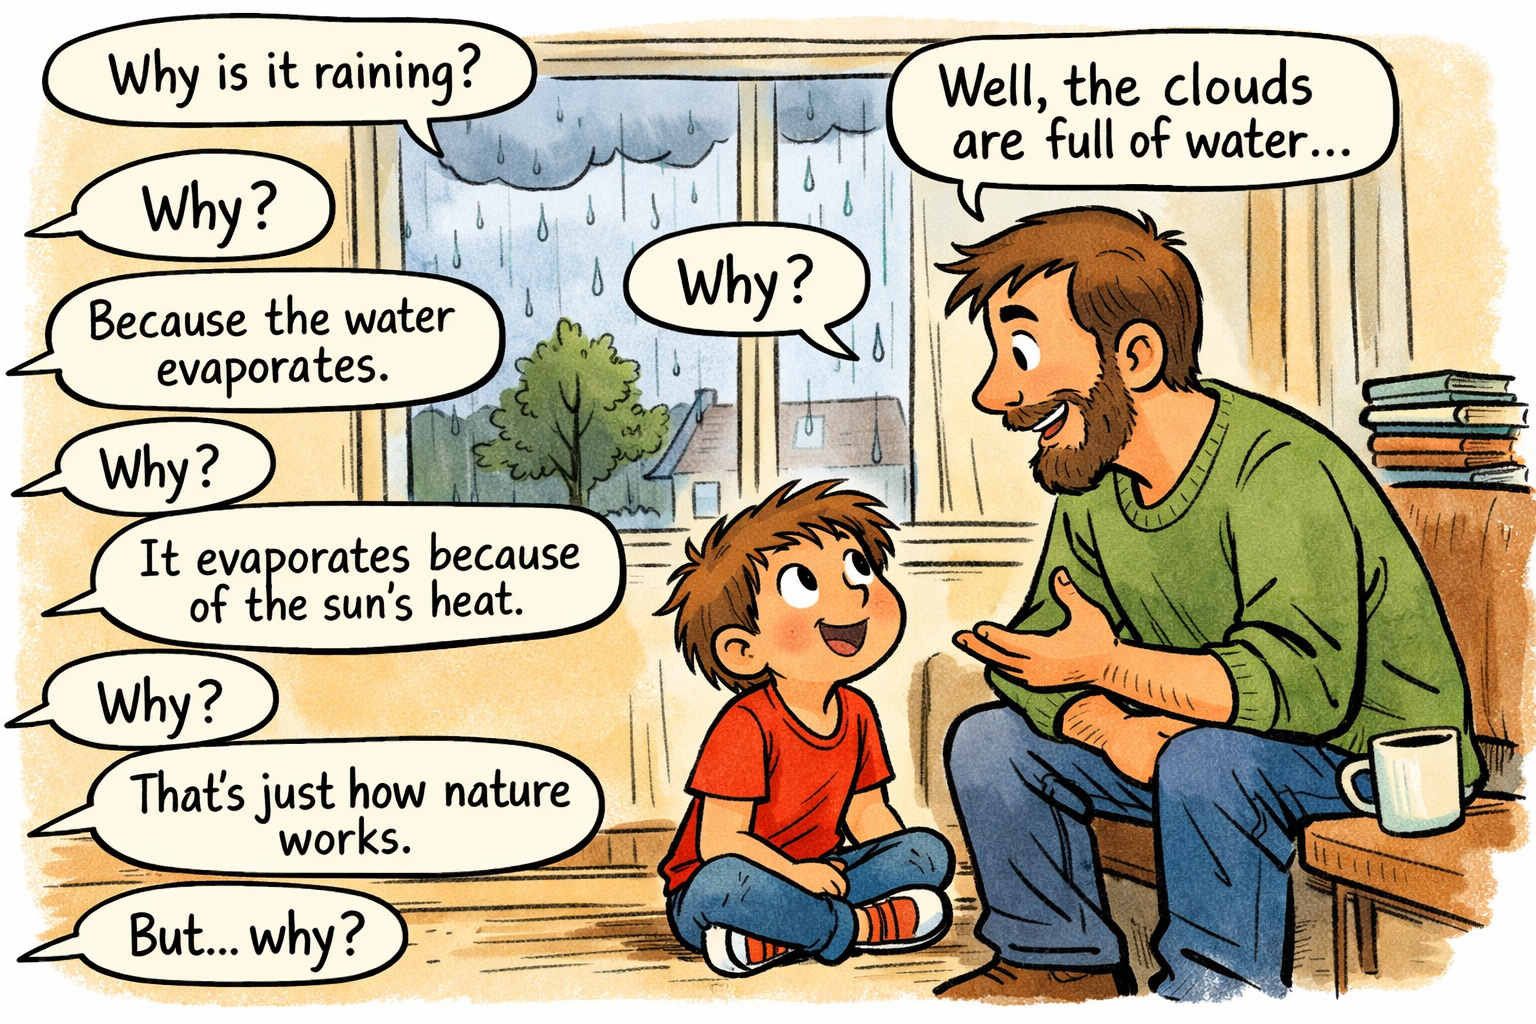 Why is it raining?
Well, the clouds
are full of water...
Why?
Why?
Because the water
evaporates.
Why?
It evaporates because
of the sun's heat.
Why?
That's just how nature
works.
But... why?